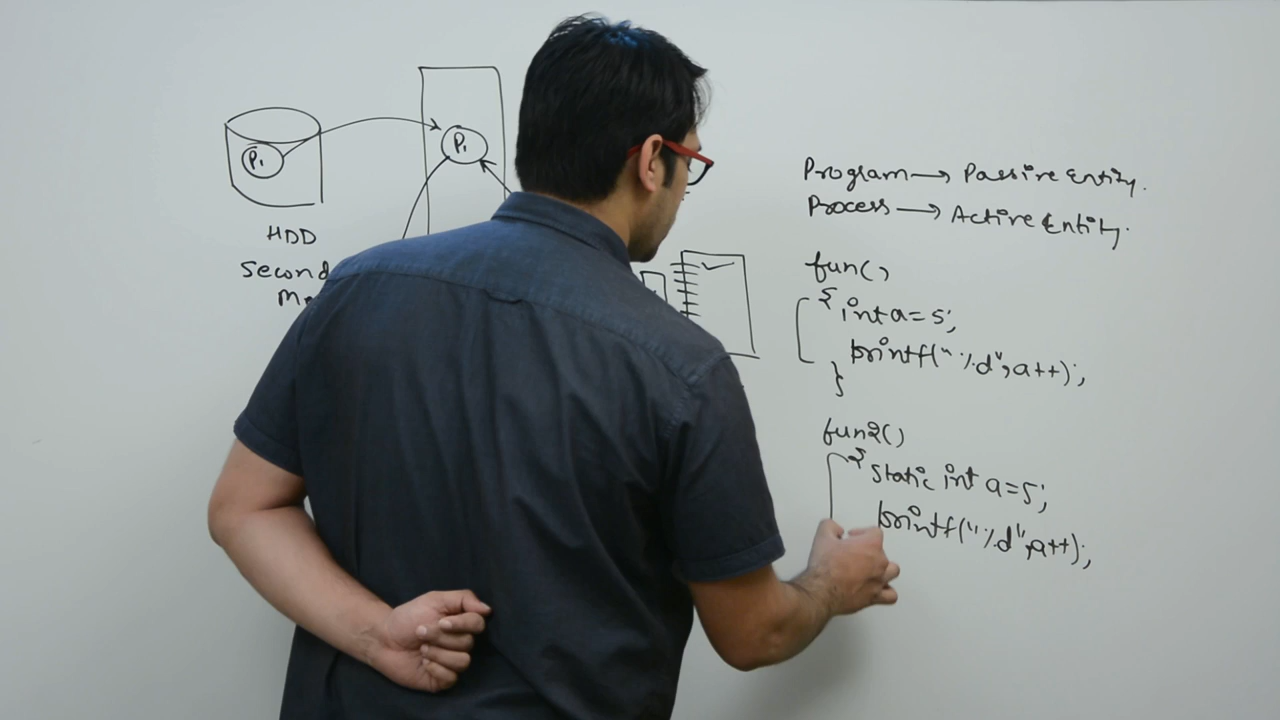 P1
P1
HDD
Second
Program → Passive Entity.
Process → Active Entity.
fun()
{ int a=5;
printf("%d",a++);
}
fun2()
{ static int a=5;
printf("%d",a++);